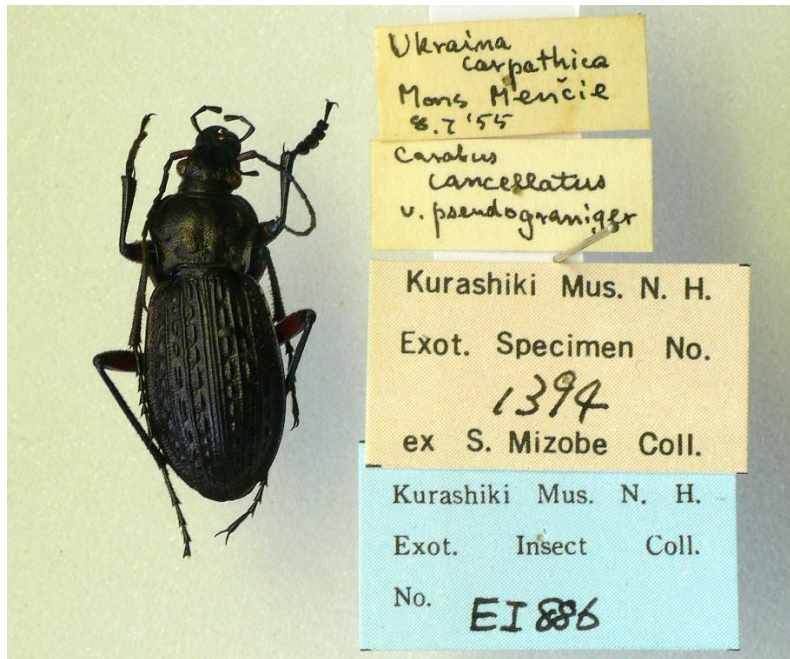 Ukraina
carpathica
Mons Menčie
8.7 '55
Carabus
cancellatus
v. pseudograniger
Kurashiki Mus. N. H.
Exot. Specimen No.
1394
ex S. Mizobe Coll.
Kurashiki Mus. N. H.
Exot. Insect Coll.
No. EI 886